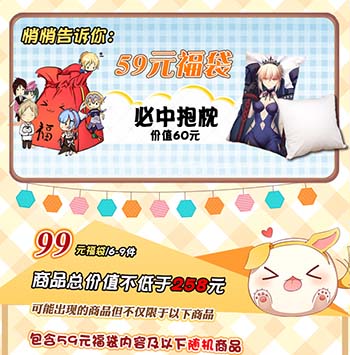 悄悄告诉你:
59元福袋
福
必中抱枕
价值60元
99元福袋/6-9件
商品总价值不低于258元
可能出现的商品但不仅限于以下商品
包含59元福袋内容及以下随机商品